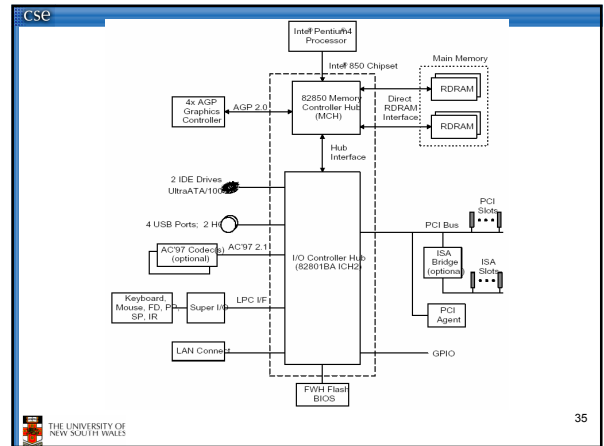 cse
Intel® Pentium®4
Processor
Intel® 850 Chipset
Main Memory
4x AGP
Graphics
Controller
AGP 2.0
82850 Memory
Controller Hub
(MCH)
Direct
RDRAM
Interface
RDRAM
RDRAM
Hub
Interface
2 IDE Drives
UltraATA/100
4 USB Ports; 2 HC
AC'97 Codec(s)
(optional)
AC'97 2.1
I/O Controller Hub
(82801BA ICH2)
PCI Bus
PCI
Slots
ISA
Bridge
(optional)
ISA
Slots
Keyboard,
Mouse, FD, PP,
SP, IR
Super I/O
LPC I/F
PCI
Agent
LAN Connect
GPIO
FWH Flash
BIOS
THE UNIVERSITY OF
NEW SOUTH WALES
35